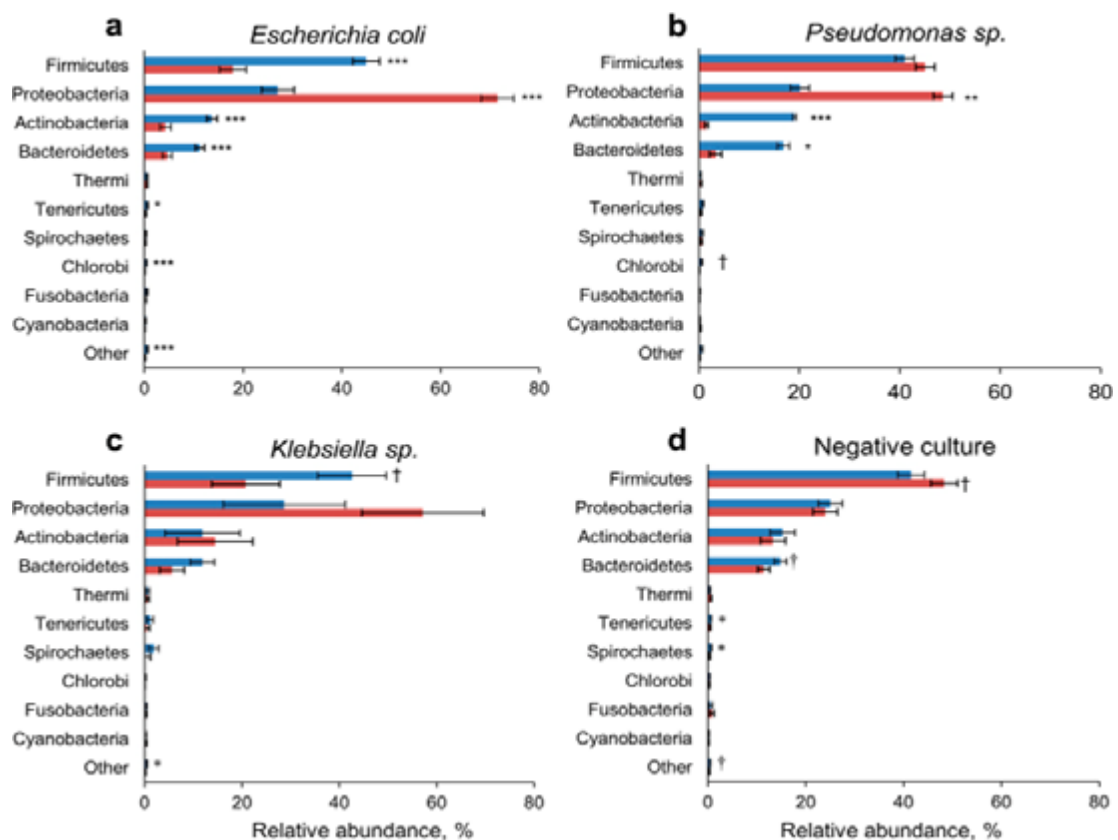 a
Escherichia coli
Firmicutes ***
Proteobacteria ***
Actinobacteria ***
Bacteroidetes ***
Thermi
Tenericutes *
Spirochaetes
Chlorobi ***
Fusobacteria
Cyanobacteria
Other ***
0 20 40 60 80
b
Pseudomonas sp.
Firmicutes
Proteobacteria **
Actinobacteria ***
Bacteroidetes *
Thermi
Tenericutes
Spirochaetes
Chlorobi †
Fusobacteria
Cyanobacteria
Other
0 20 40 60 80
c
Klebsiella sp.
Firmicutes †
Proteobacteria
Actinobacteria
Bacteroidetes
Thermi
Tenericutes
Spirochaetes
Chlorobi
Fusobacteria
Cyanobacteria
Other *
0 20 40 60 80
Relative abundance, %
d
Negative culture
Firmicutes †
Proteobacteria
Actinobacteria
Bacteroidetes †
Thermi
Tenericutes *
Spirochaetes *
Chlorobi
Fusobacteria
Cyanobacteria
Other †
0 20 40 60 80
Relative abundance, %